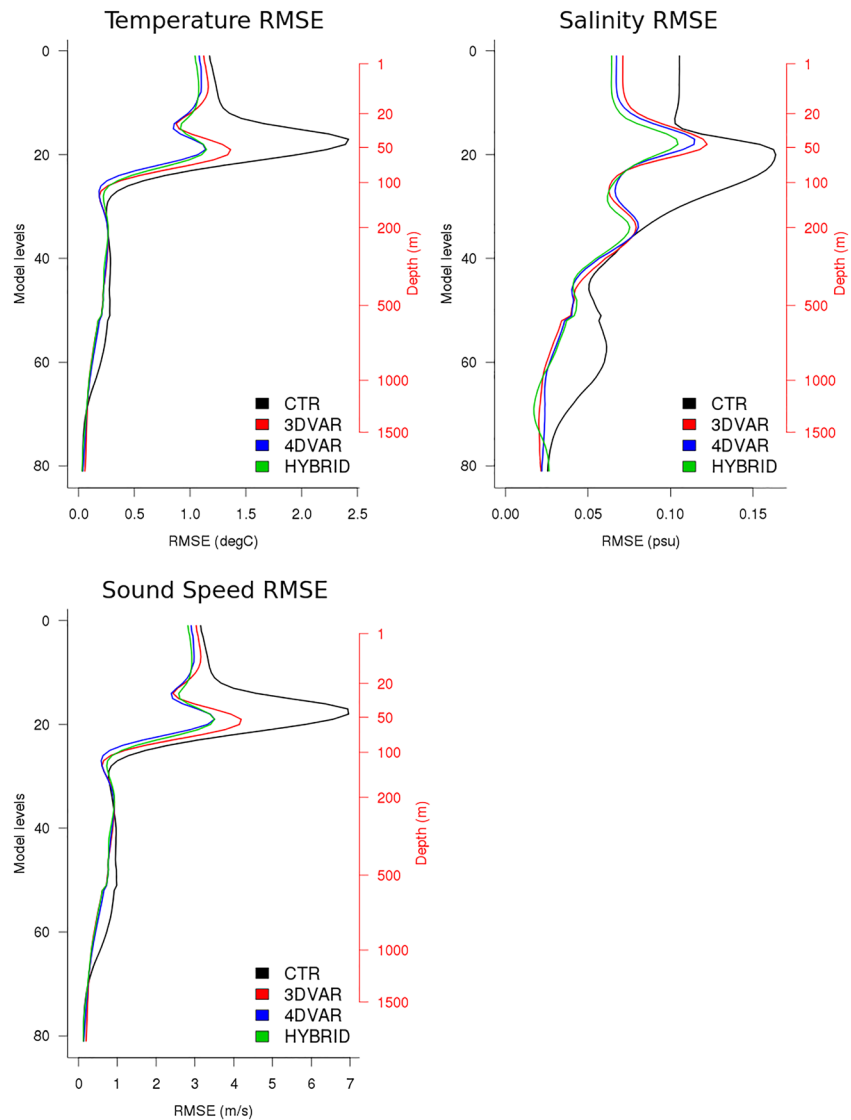 Temperature RMSE
0
20
40
60
80
Model levels
1
20
50
100
200
500
1000
1500
Depth (m)
CTR
3DVAR
4DVAR
HYBRID
0.0 0.5 1.0 1.5 2.0 2.5
RMSE (degC)
Salinity RMSE
0
20
40
60
80
Model levels
1
20
50
100
200
500
1000
1500
Depth (m)
CTR
3DVAR
4DVAR
HYBRID
0.00 0.05 0.10 0.15
RMSE (psu)
Sound Speed RMSE
0
20
40
60
80
Model levels
1
20
50
100
200
500
1000
1500
Depth (m)
CTR
3DVAR
4DVAR
HYBRID
0 1 2 3 4 5 6 7
RMSE (m/s)